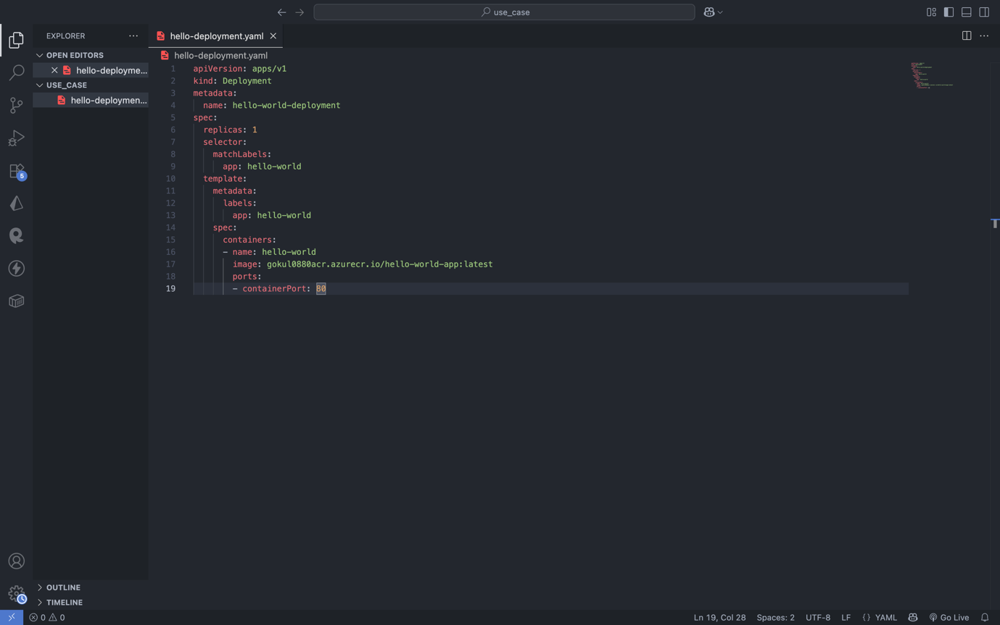 use_case
EXPLORER
OPEN EDITORS
hello-deployme...
USE_CASE
hello-deploymen...
5
OUTLINE
TIMELINE
hello-deployment.yaml
hello-deployment.yaml
1 apiVersion: apps/v1
2 kind: Deployment
3 metadata:
4 name: hello-world-deployment
5 spec:
6 replicas: 1
7 selector:
8 matchLabels:
9 app: hello-world
10 template:
11 metadata:
12 labels:
13 app: hello-world
14 spec:
15 containers:
16 - name: hello-world
17 image: gokul0880acr.azurecr.io/hello-world-app:latest
18 ports:
19 - containerPort: 80
0 0 Ln 19, Col 28 Spaces: 2 UTF-8 LF {} YAML Go Live